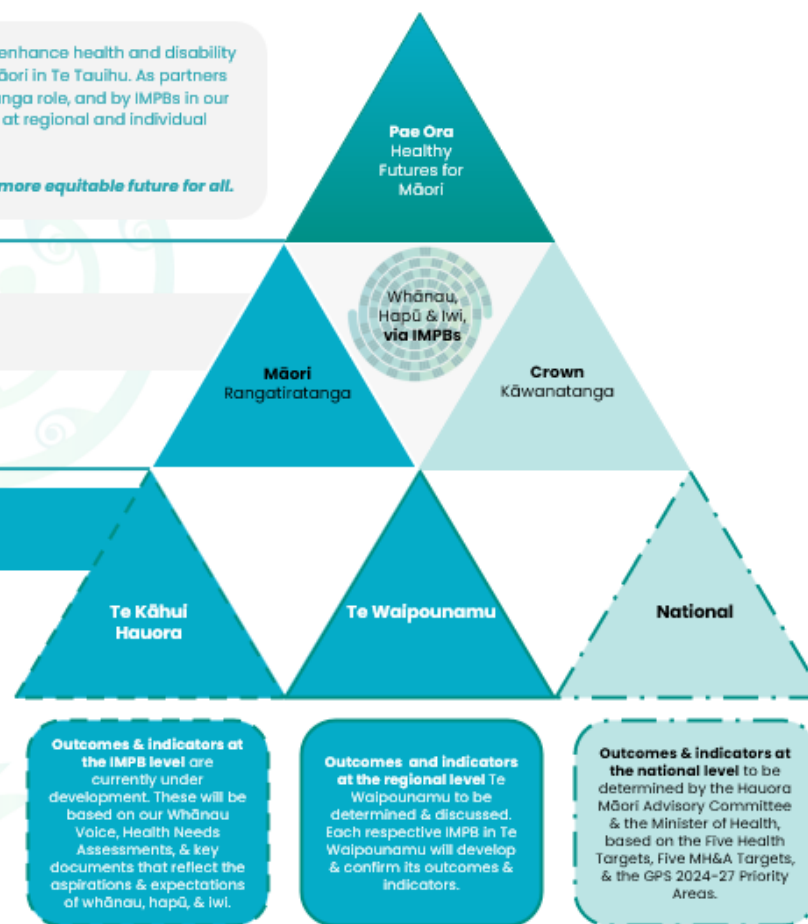 enhance health and disability
āori in Te Tauihu. As partners
nga role, and by IMPBs in our
at regional and individual
more equitable future for all.
Pae Ora
Healthy
Futures for
Māori
Whānau,
Hapū & Iwi,
via IMPBs
Māori
Rangatiratanga
Crown
Kāwanatanga
Te Kāhui
Hauora
Te Waipounamu
National
Outcomes & indicators at
the IMPB level are
currently under
development. These will be
based on our Whānau
Voice, Health Needs
Assessments, & key
documents that reflect the
aspirations & expectations
of whānau, hapū, & iwi.
Outcomes and indicators
at the regional level Te
Waipounamu to be
determined & discussed.
Each respective IMPB in Te
Waipounamu will develop
& confirm its outcomes &
indicators.
Outcomes & indicators at
the national level to be
determined by the Hauora
Māori Advisory Committee
& the Minister of Health,
based on the Five Health
Targets, Five MH&A Targets,
& the GPS 2024-27 Priority
Areas.